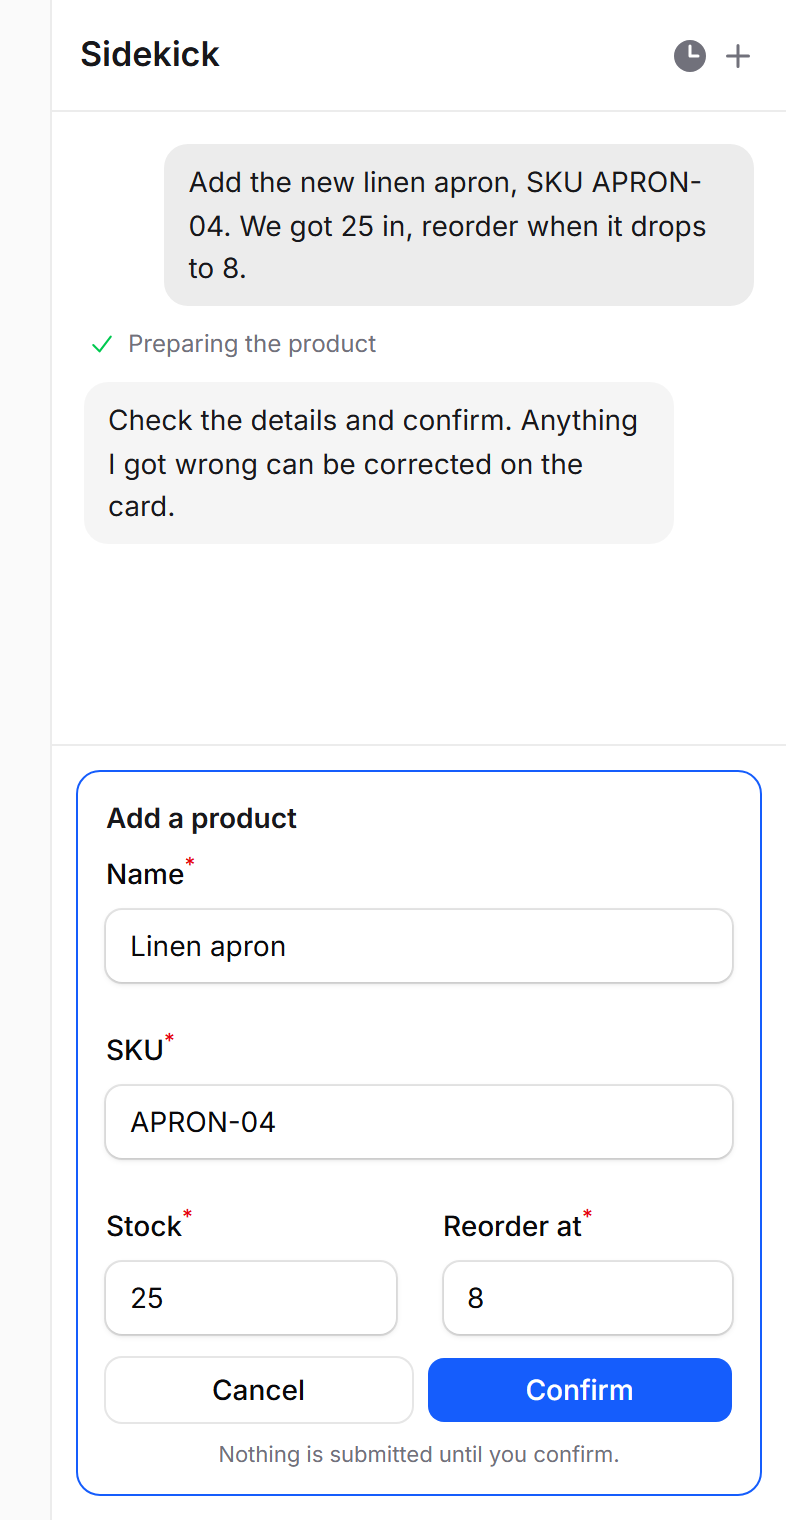 Sidekick
Add the new linen apron, SKU APRON-
04. We got 25 in, reorder when it drops
to 8.
Preparing the product
Check the details and confirm. Anything
I got wrong can be corrected on the
card.
Add a product
Name*
Linen apron
SKU*
APRON-04
Stock* Reorder at*
25 8
Cancel Confirm
Nothing is submitted until you confirm.